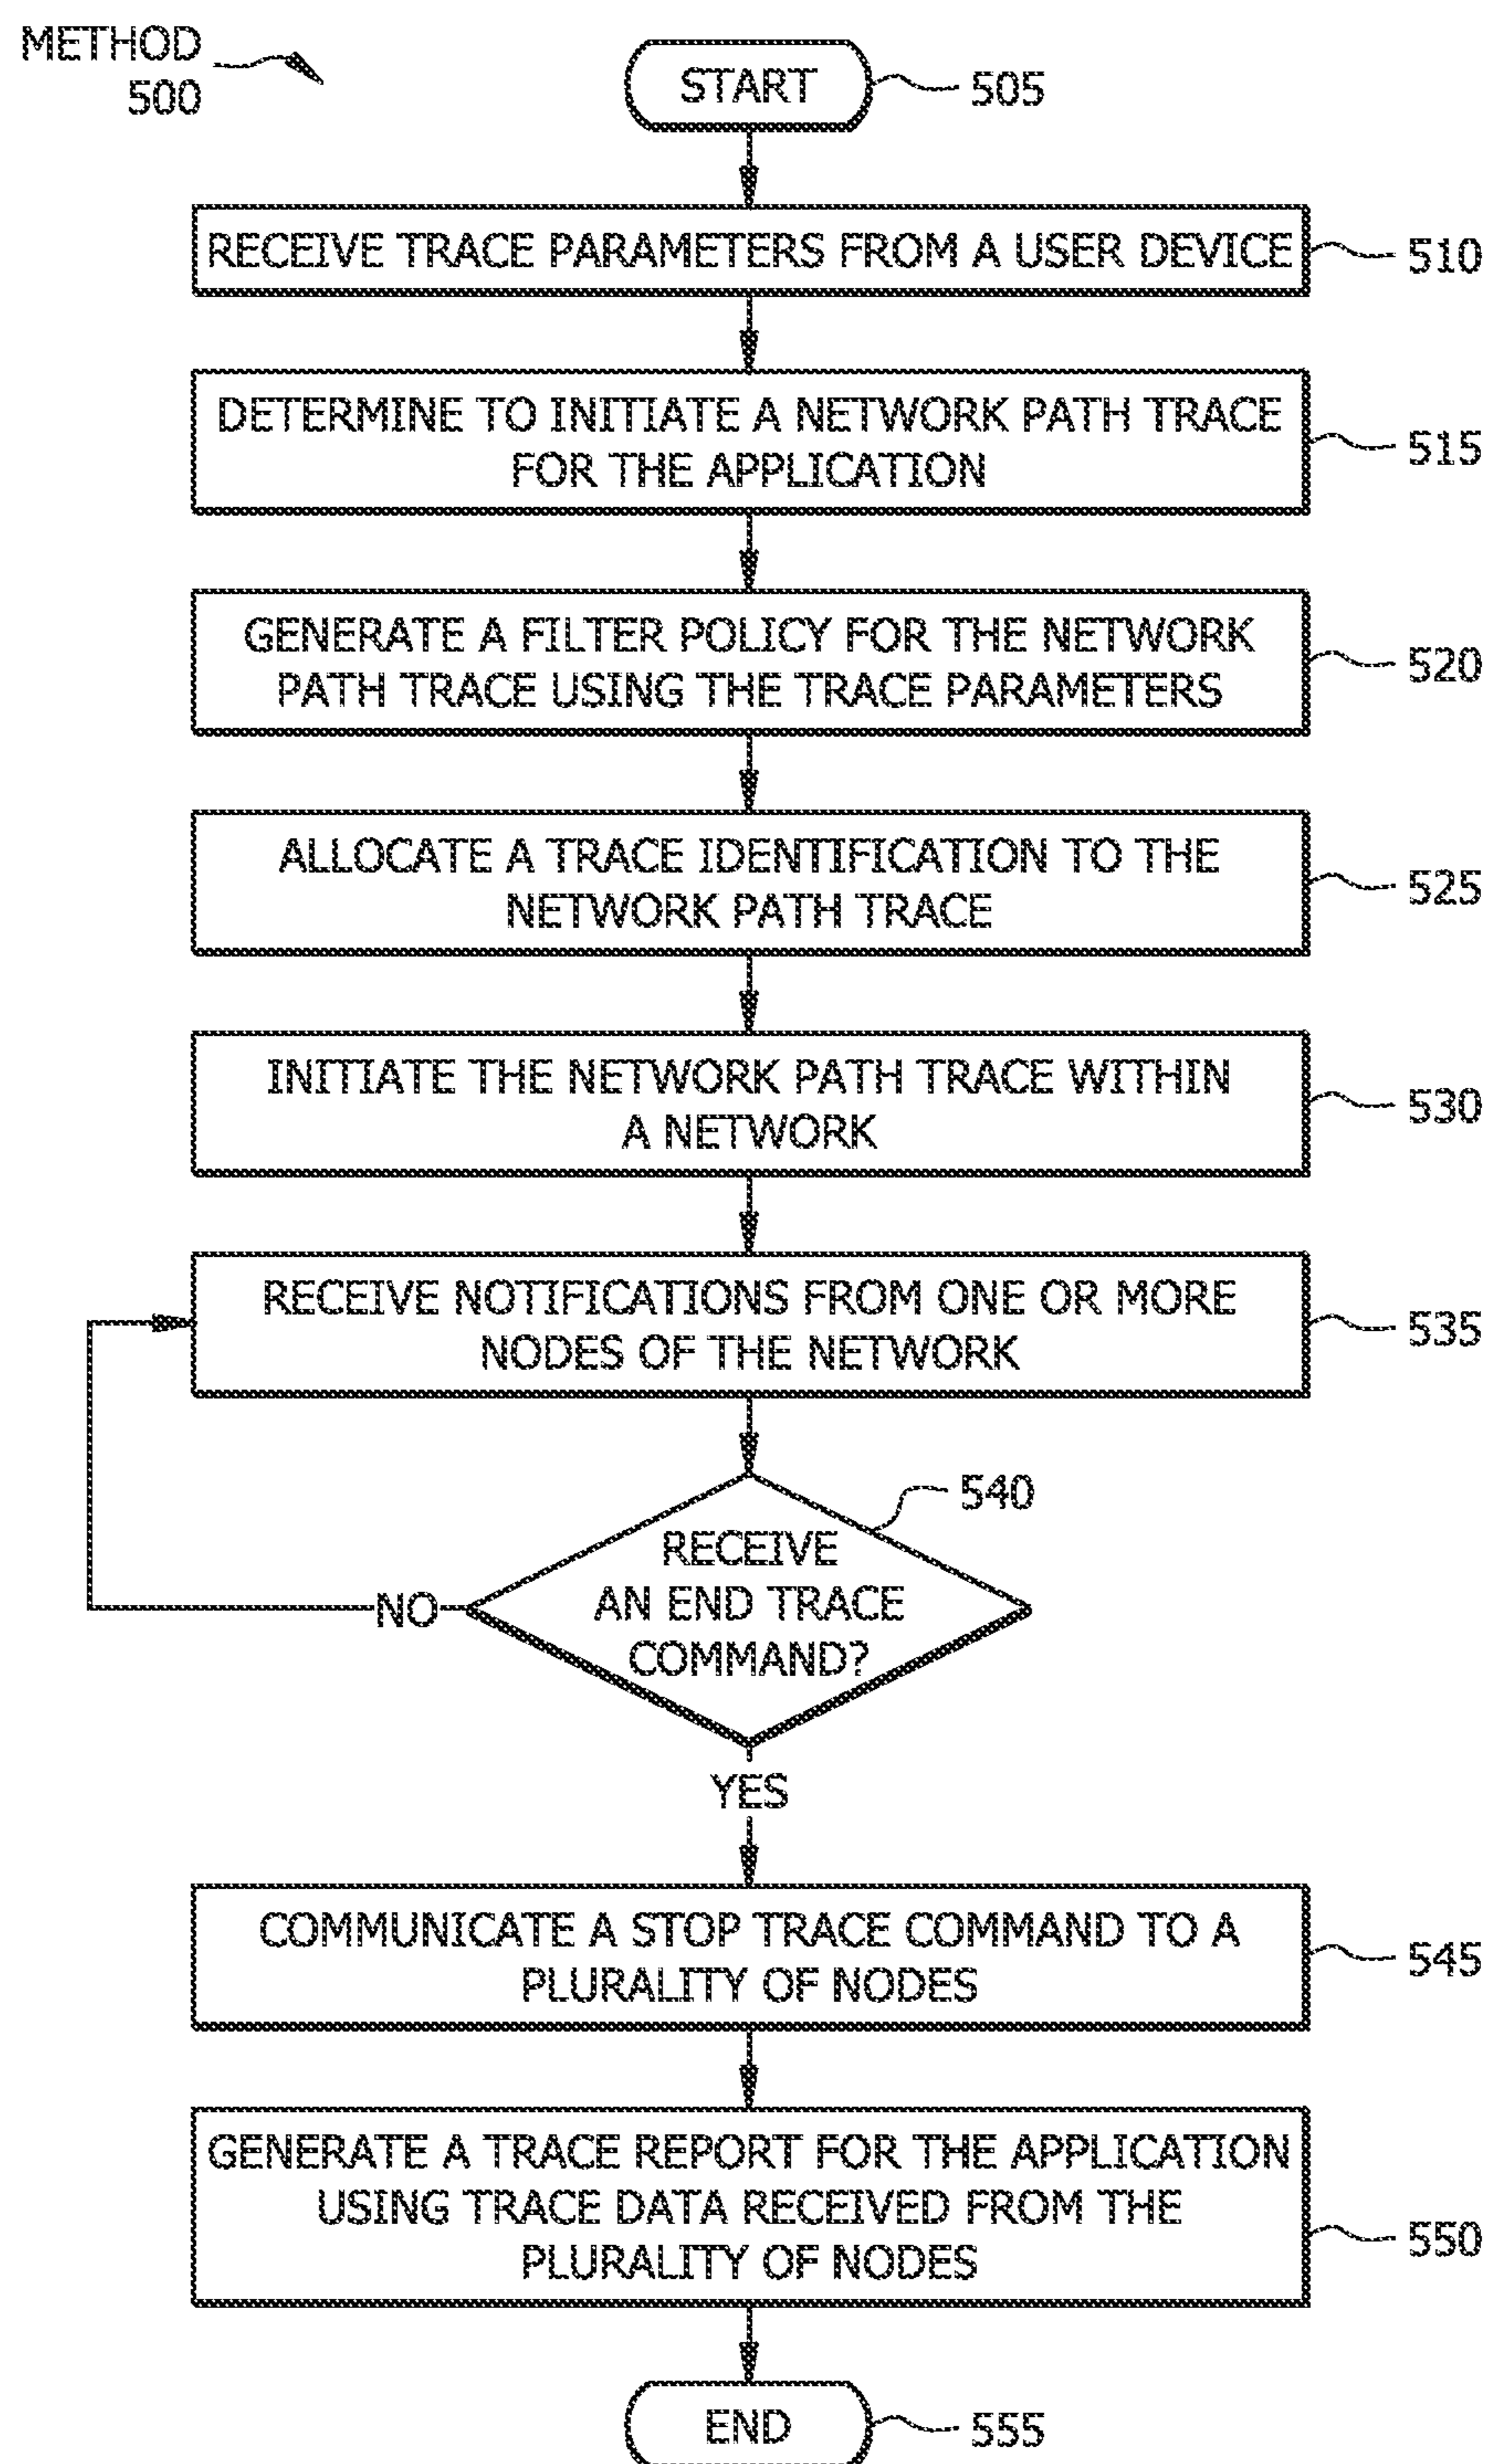 METHOD
500
START
505
RECEIVE TRACE PARAMETERS FROM A USER DEVICE
510
DETERMINE TO INITIATE A NETWORK PATH TRACE
FOR THE APPLICATION
515
GENERATE A FILTER POLICY FOR THE NETWORK
PATH TRACE USING THE TRACE PARAMETERS
520
ALLOCATE A TRACE IDENTIFICATION TO THE
NETWORK PATH TRACE
525
INITIATE THE NETWORK PATH TRACE WITHIN
A NETWORK
530
RECEIVE NOTIFICATIONS FROM ONE OR MORE
NODES OF THE NETWORK
535
540
RECEIVE
AN END TRACE
COMMAND?
NO
YES
COMMUNICATE A STOP TRACE COMMAND TO A
PLURALITY OF NODES
545
GENERATE A TRACE REPORT FOR THE APPLICATION
USING TRACE DATA RECEIVED FROM THE
PLURALITY OF NODES
550
END
555